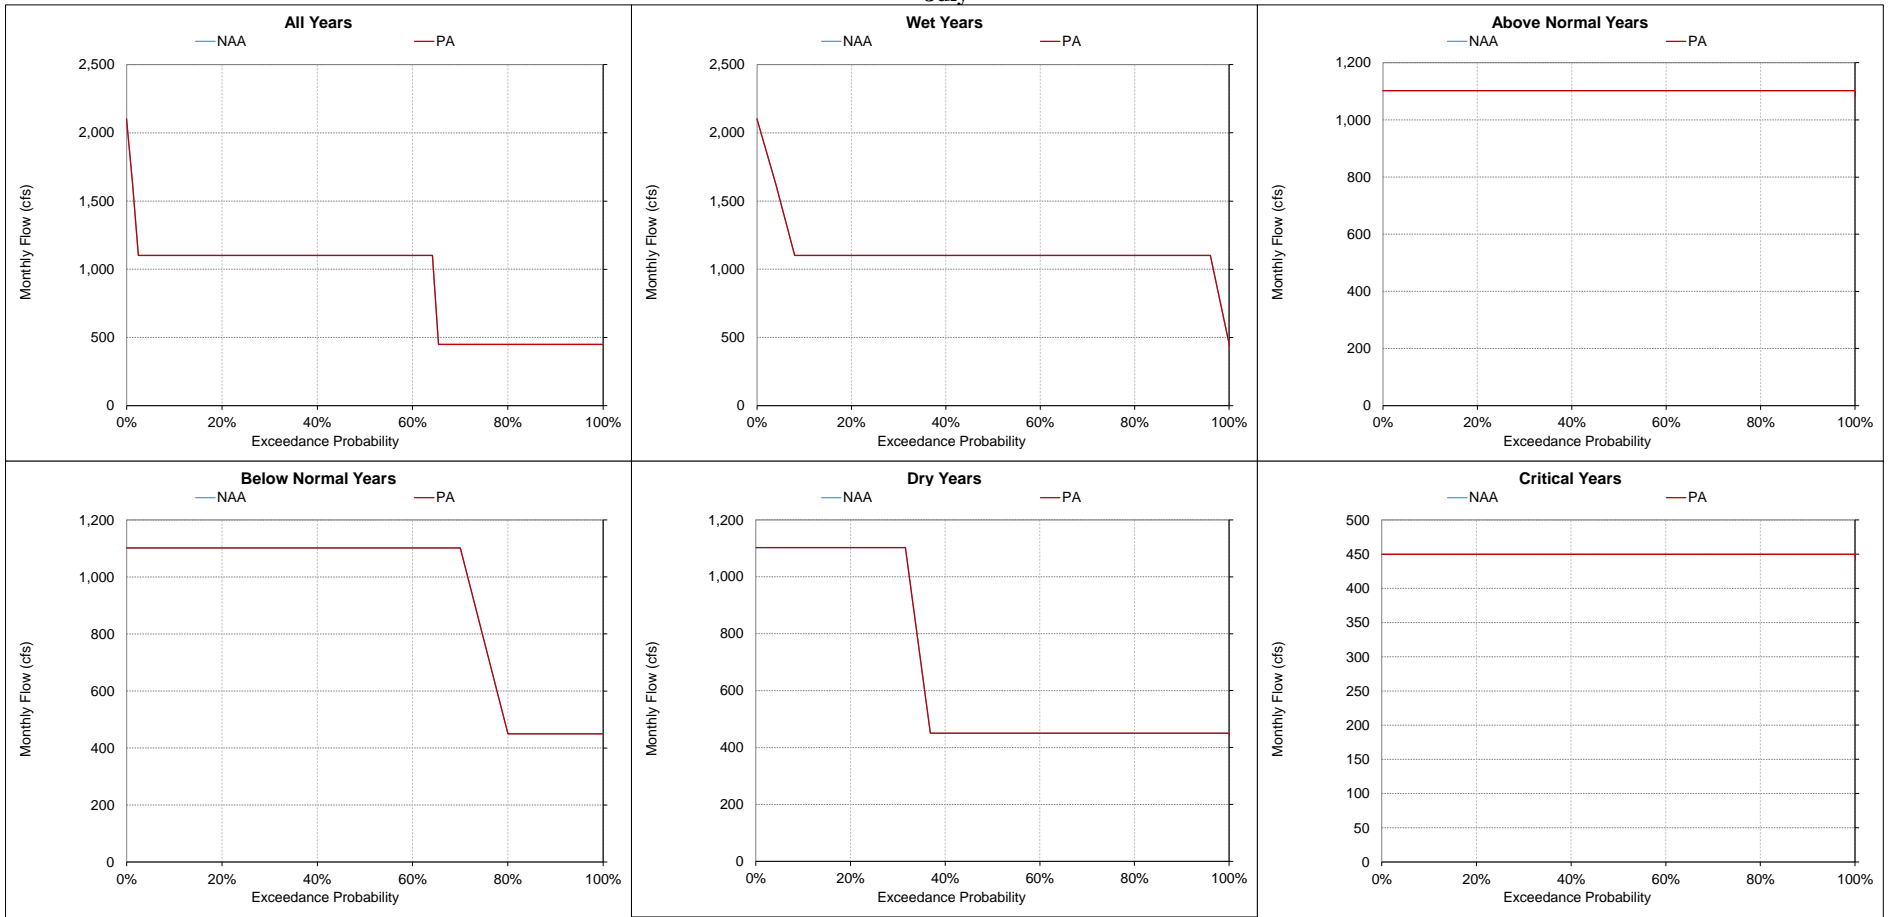 All Years
NAA PA
2,500
2,000
1,500
1,000
500
0
0% 20% 40% 60% 80% 100%
Monthly Flow (cfs)
Exceedance Probability
Wet Years
NAA PA
2,500
2,000
1,500
1,000
500
0
0% 20% 40% 60% 80% 100%
Monthly Flow (cfs)
Exceedance Probability
Above Normal Years
NAA PA
1,200
1,000
800
600
400
200
0
0% 20% 40% 60% 80% 100%
Monthly Flow (cfs)
Exceedance Probability
Below Normal Years
NAA PA
1,200
1,000
800
600
400
200
0
0% 20% 40% 60% 80% 100%
Monthly Flow (cfs)
Exceedance Probability
Dry Years
NAA PA
1,200
1,000
800
600
400
200
0
0% 20% 40% 60% 80% 100%
Monthly Flow (cfs)
Exceedance Probability
Critical Years
NAA PA
500
450
400
350
300
250
200
150
100
50
0
0% 20% 40% 60% 80% 100%
Monthly Flow (cfs)
Exceedance Probability